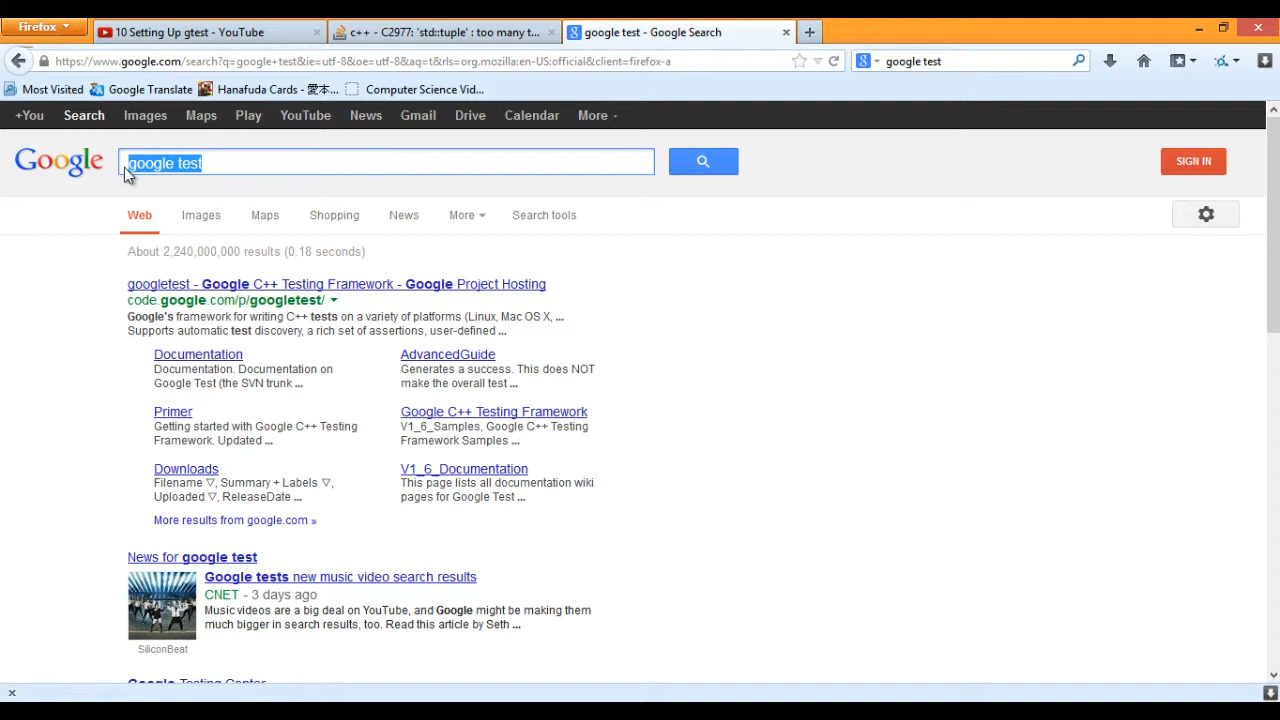 Firefox
10 Setting Up gtest - YouTube
c++ - C2977: 'std::tuple' : too many t...
google test - Google Search
https://www.google.com/search?q=google+test&ie=utf-8&oe=utf-8&aq=t&rls=org.mozilla:en-US:official&client=firefox-a
google test
Most Visited
Google Translate
Hanafuda Cards - 愛本...
Computer Science Vid...
+You Search Images Maps Play YouTube News Gmail Drive Calendar More
Google
google test
SIGN IN
Web Images Maps Shopping News More Search tools
About 2,240,000,000 results (0.18 seconds)
googletest - Google C++ Testing Framework - Google Project Hosting
code.google.com/p/googletest/
Google's framework for writing C++ tests on a variety of platforms (Linux, Mac OS X, ...
Supports automatic test discovery, a rich set of assertions, user-defined ...
Documentation
Documentation. Documentation on
Google Test (the SVN trunk ...
AdvancedGuide
Generates a success. This does NOT
make the overall test ...
Primer
Getting started with Google C++ Testing
Framework. Updated ...
Google C++ Testing Framework
V1_6_Samples, Google C++ Testing
Framework Samples ...
Downloads
Filename ▽, Summary + Labels ▽,
Uploaded ▽, ReleaseDate ...
V1_6_Documentation
This page lists all documentation wiki
pages for Google Test ...
More results from google.com »
News for google test
Google tests new music video search results
CNET - 3 days ago
Music videos are a big deal on YouTube, and Google might be making them
much bigger in search results, too. Read this article by Seth ...
SiliconBeat
Google Testing Center